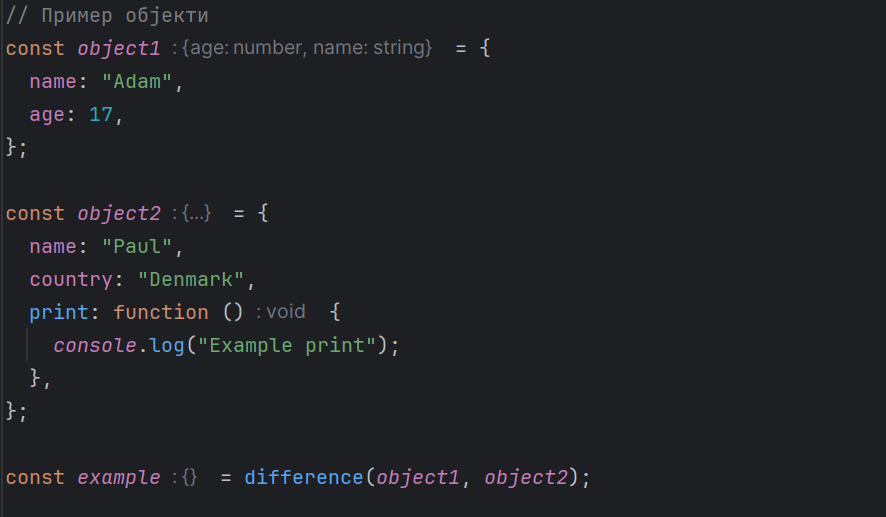 // Пример објекти
const object1 : {age: number, name: string} = {
  name: "Adam",
  age: 17,
};

const object2 : {...} = {
  name: "Paul",
  country: "Denmark",
  print: function () : void {
    console.log("Example print");
  },
};

const example : {} = difference(object1, object2);